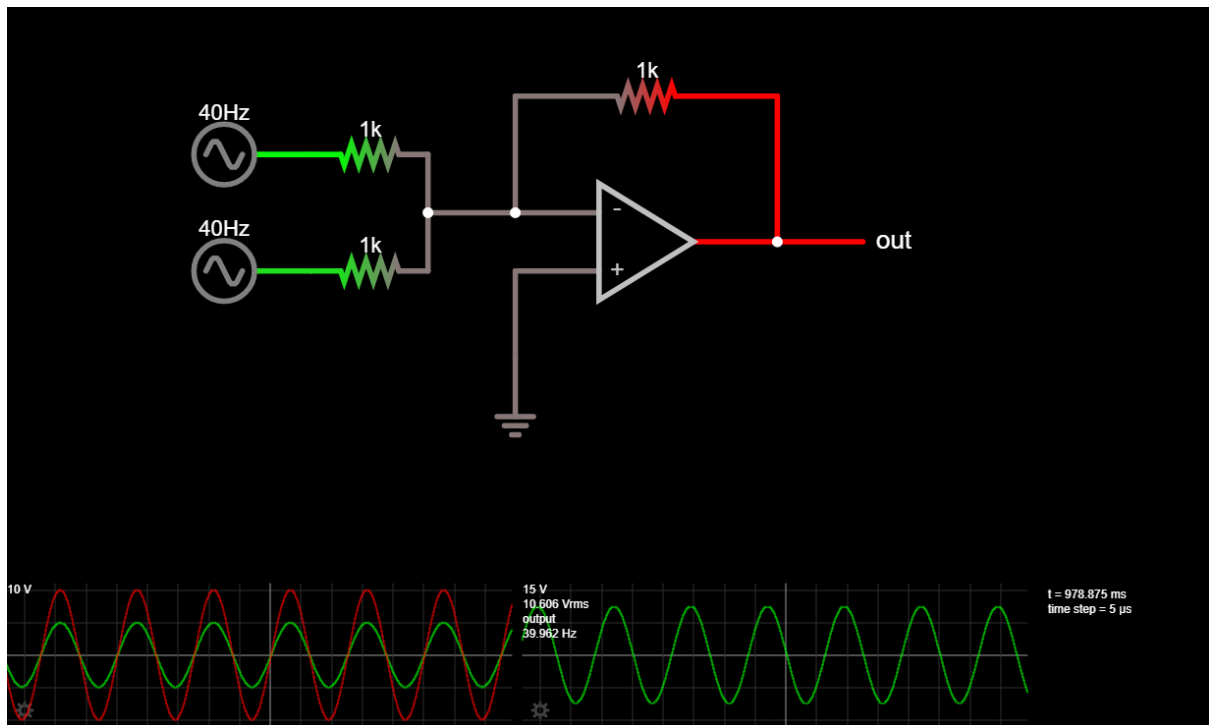 1k
40Hz
1k
40Hz
1k
-
+
out
10 V
15 V
10.606 Vrms
output
39.962 Hz
t = 978.875 ms
time step = 5 µs